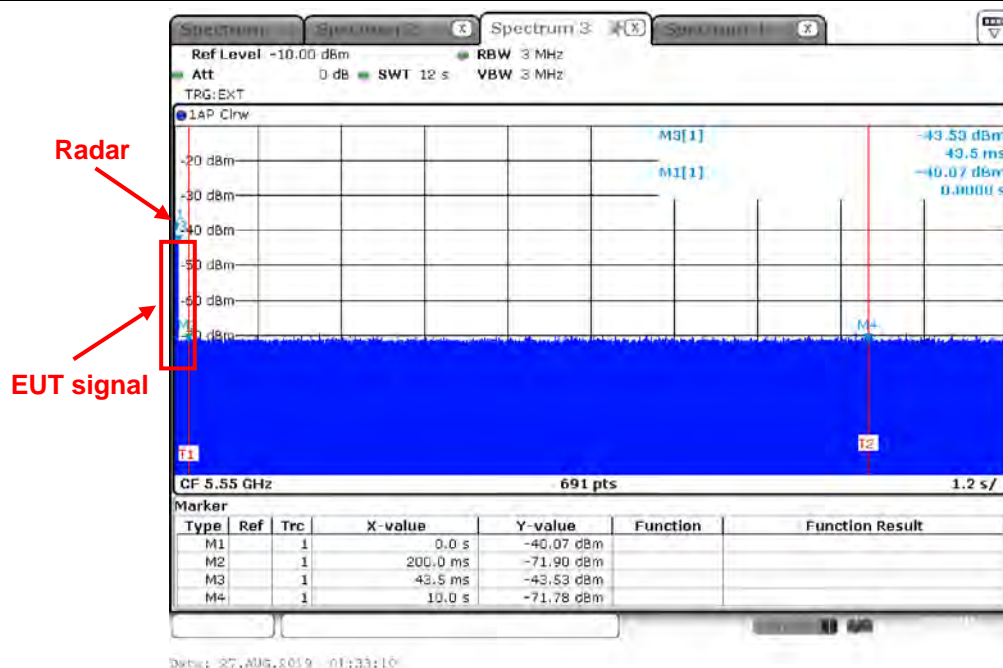 Spectrum
Spectrum 2
Spectrum 3
Ref Level -10.00 dBm
RBW 3 MHz
Att 0 dB SWT 12 s VBW 3 MHz
TRG:EXT
1AP Clrw
Radar
EUT signal
M3[1] -43.53 dBm
43.5 ms
M1[1] -40.07 dBm
0.0000 s
-20 dBm
-30 dBm
-40 dBm
-50 dBm
-60 dBm
-70 dBm
M4
T1
T2
CF 5.55 GHz 691 pts 1.2 s/
Marker
Type Ref Trc X-value Y-value Function Function Result
M1 1 0.0 s -40.07 dBm
M2 1 200.0 ms -71.90 dBm
M3 1 43.5 ms -43.53 dBm
M4 1 10.0 s -71.78 dBm
Date: 27.AUG.2019 01:33:10